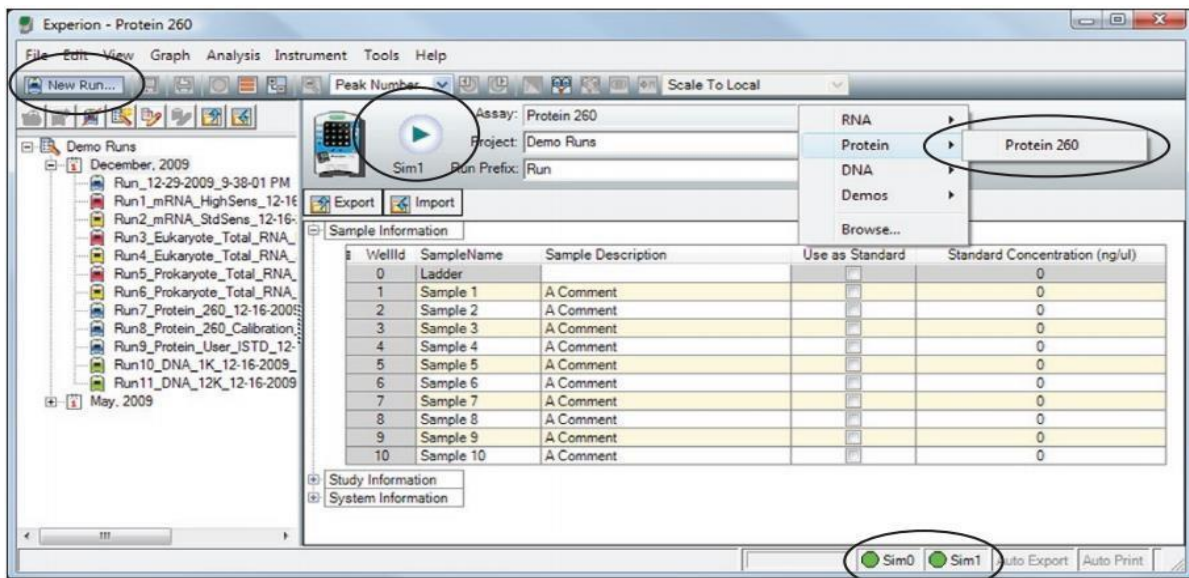 Experion - Protein 260
File Edit View Graph Analysis Instrument Tools Help
New Run... Peak Number Scale To Local
Assay: Protein 260
Project: Demo Runs
Sim1 Run Prefix: Run
RNA
Protein Protein 260
DNA
Demos
Browse...
Demo Runs
December, 2009
Run_12-29-2009_9-38-01 PM
Run1_mRNA_HighSens_12-16
Run2_mRNA_StdSens_12-16-
Run3_Eukaryote_Total_RNA_
Run4_Eukaryote_Total_RNA_
Run5_Prokaryote_Total_RNA_
Run6_Prokaryote_Total_RNA_
Run7_Protein_260_12-16-2009
Run8_Protein_260_Calibration_
Run9_Protein_User_ISTD_12-
Run10_DNA_1K_12-16-2009_
Run11_DNA_12K_12-16-2009
May, 2009
Export Import
Sample Information
WellId SampleName Sample Description Use as Standard Standard Concentration (ng/ul)
0 Ladder 0
1 Sample 1 A Comment 0
2 Sample 2 A Comment 0
3 Sample 3 A Comment 0
4 Sample 4 A Comment 0
5 Sample 5 A Comment 0
6 Sample 6 A Comment 0
7 Sample 7 A Comment 0
8 Sample 8 A Comment 0
9 Sample 9 A Comment 0
10 Sample 10 A Comment 0
Study Information
System Information
Sim0 Sim1 Auto Export Auto Print